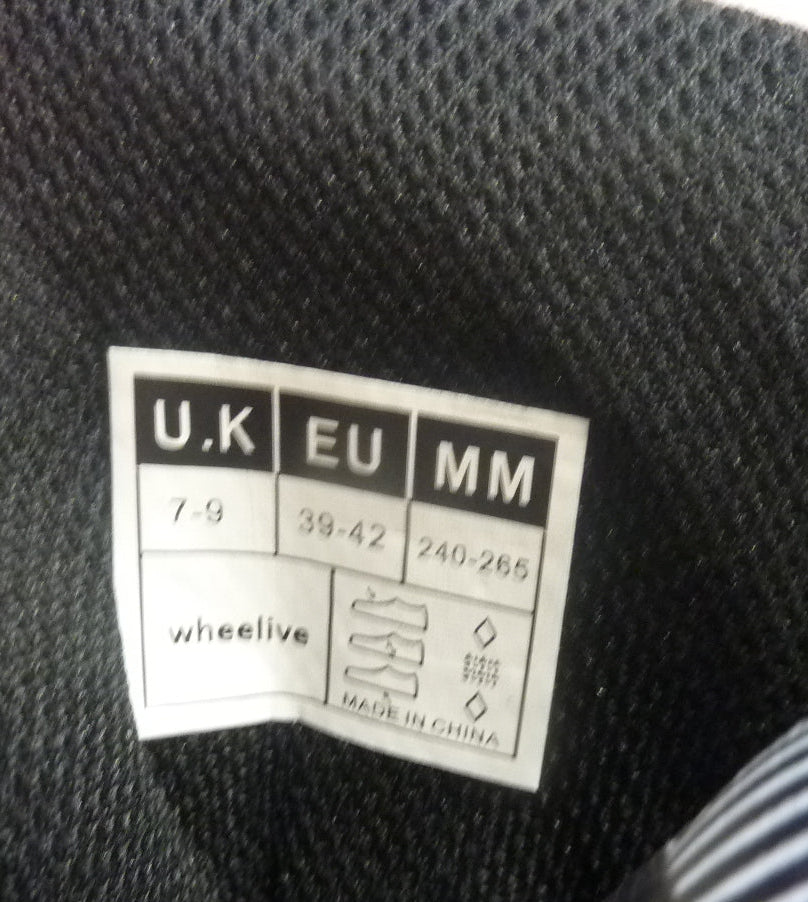 U.K EU MM
7-9 39-42 240-265
wheelive
MADE IN CHINA